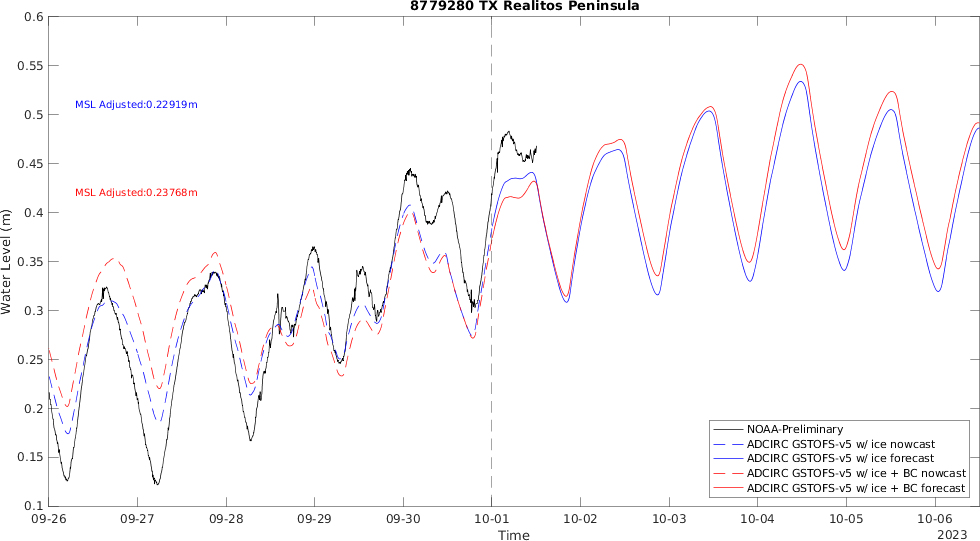 8779280 TX Realitos Peninsula
0.6
0.55
0.5
0.45
0.4
0.35
0.3
0.25
0.2
0.15
0.1
Water Level (m)
MSL Adjusted:0.22919m
MSL Adjusted:0.23768m
NOAA-Preliminary
ADCIRC GSTOFS-v5 w/ ice nowcast
ADCIRC GSTOFS-v5 w/ ice forecast
ADCIRC GSTOFS-v5 w/ ice + BC nowcast
ADCIRC GSTOFS-v5 w/ ice + BC forecast
09-26 09-27 09-28 09-29 09-30 10-01 10-02 10-03 10-04 10-05 10-06
Time
2023